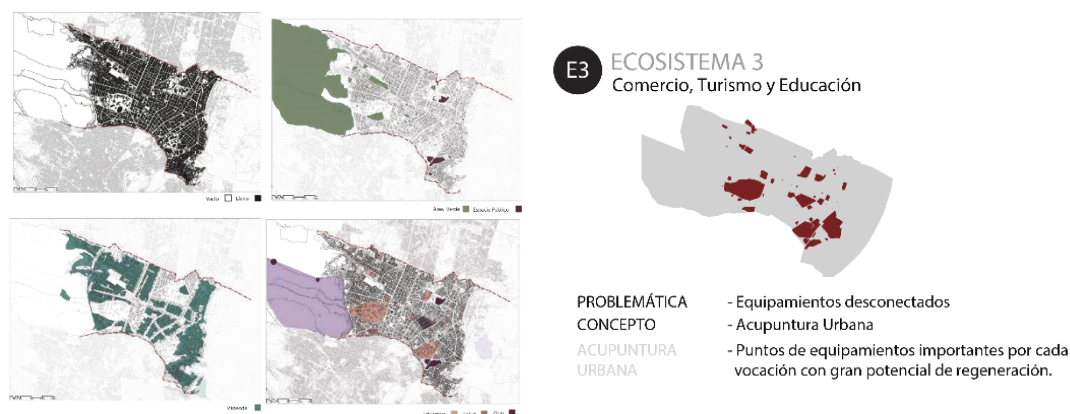 Vacío Lleno
Área Verde Espacio Público
Vivienda
E3
ECOSISTEMA 3
Comercio, Turismo y Educación
PROBLEMÁTICA - Equipamientos desconectados
CONCEPTO - Acupuntura Urbana
ACUPUNTURA - Puntos de equipamientos importantes por cada
URBANA vocación con gran potencial de regeneración.